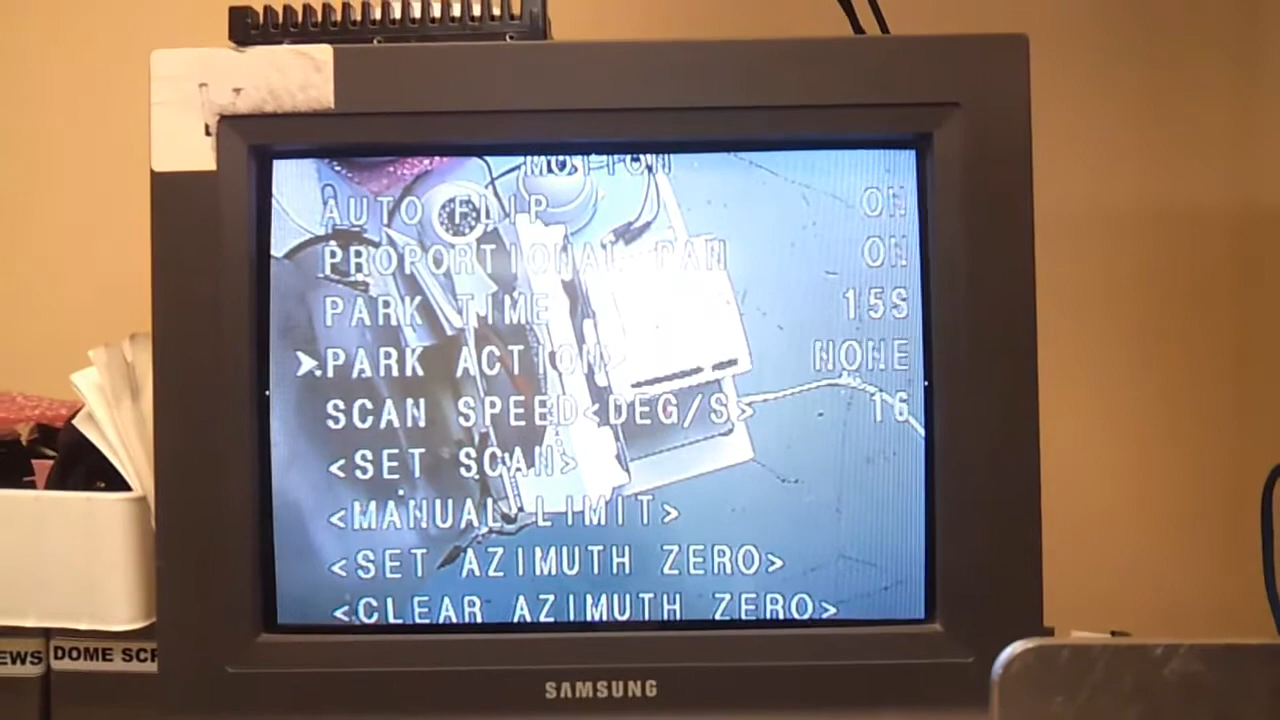 MOTION
AUTO FLIP ON
PROPORTIONAL PAN ON
PARK TIME 15S
➤PARK ACTION> NONE
SCAN SPEED<DEG/S> 16
<SET SCAN>
<MANUAL LIMIT>
<SET AZIMUTH ZERO>
<CLEAR AZIMUTH ZERO>
EWS DOME SCR
SAMSUNG